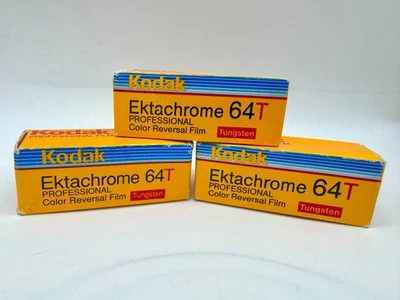 Kodak
Ektachrome 64T
PROFESSIONAL
Color Reversal Film Tungsten
Kodak
Ektachrome 64T
PROFESSIONAL
Color Reversal Film Tungsten
Kodak
Ektachrome 64T
PROFESSIONAL
Color Reversal Film Tungsten